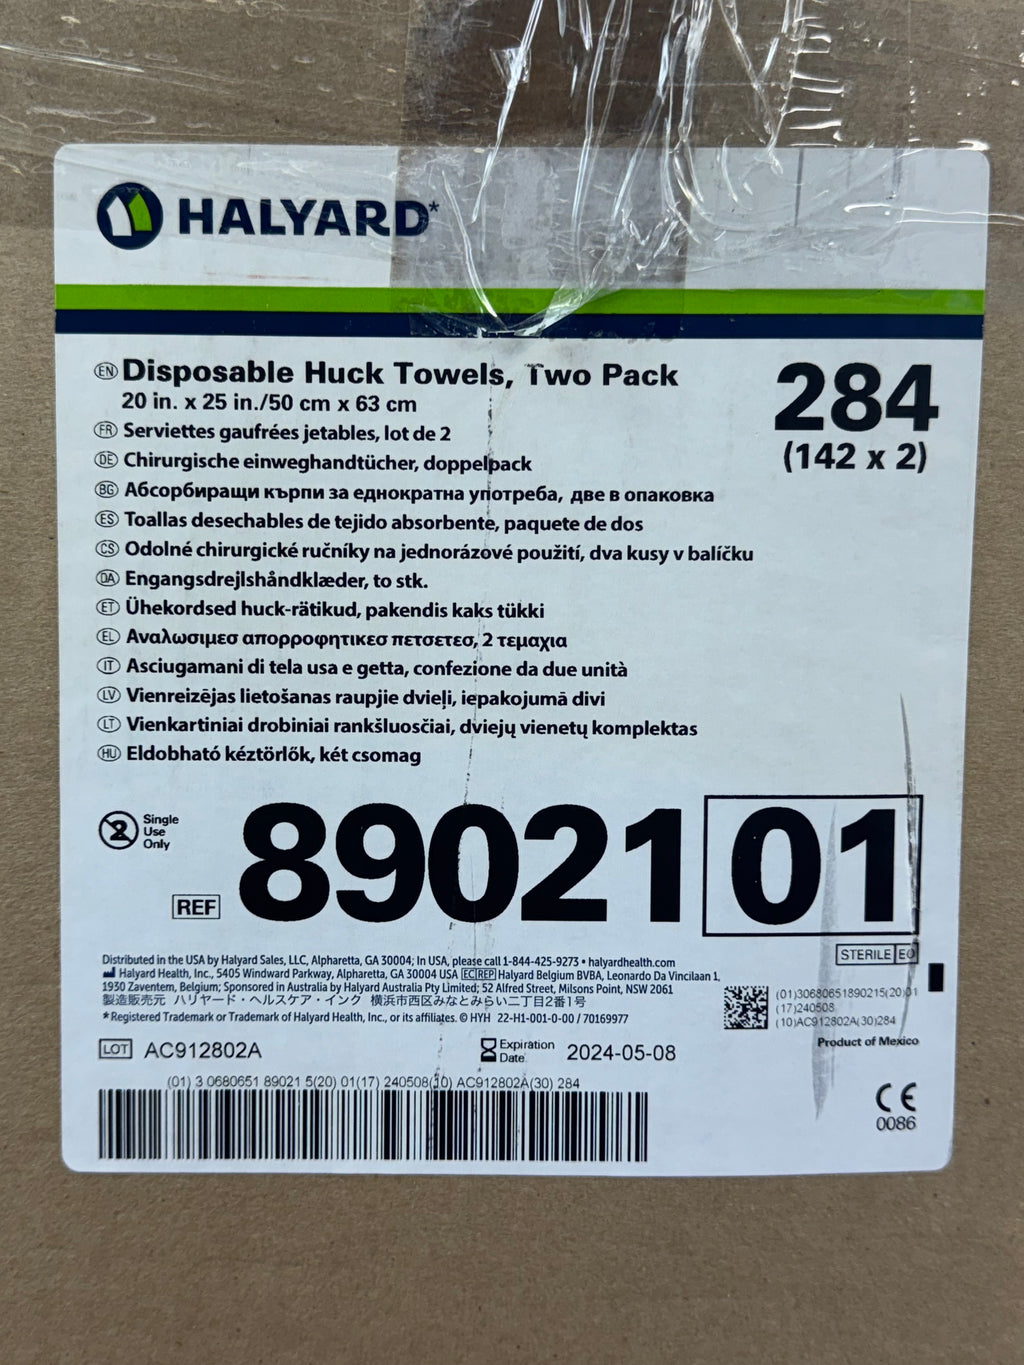 HALYARD*
EN Disposable Huck Towels, Two Pack
20 in. x 25 in./50 cm x 63 cm
284
(142 x 2)
FR Serviettes gaufrées jetables, lot de 2
DE Chirurgische einweghandtücher, doppelpack
BG Абсорбиращи кърпи за еднократна употреба, две в опаковка
ES Toallas desechables de tejido absorbente, paquete de dos
CS Odolné chirurgické ručníky na jednorázové použití, dva kusy v balíčku
DA Engangsdrejlshåndklæder, to stk.
ET Ühekordsed huck-rätikud, pakendis kaks tükki
EL Αναλωσιμεσ απορροφητικεσ πετσετεσ, 2 τεμαχια
IT Asciugamani di tela usa e getta, confezione da due unità
LV Vienreizējas lietošanas raupjie dvieļi, iepakojumā divi
LT Vienkartiniai drobiniai rankšluosčiai, dviejų vienetų komplektas
HU Eldobható kéztörlők, két csomag
2 Single
Use
Only
REF 89021 01
STERILE EO
Distributed in the USA by Halyard Sales, LLC, Alpharetta, GA 30004; In USA, please call 1-844-425-9273 • halyardhealth.com
Halyard Health, Inc., 5405 Windward Parkway, Alpharetta, GA 30004 USA EC REP Halyard Belgium BVBA, Leonardo Da Vincilaan 1,
1930 Zaventem, Belgium; Sponsored in Australia by Halyard Australia Pty Limited; 52 Alfred Street, Milsons Point, NSW 2061
製造販売元 ハリヤード・ヘルスケア・インク 横浜市西区みなとみらい二丁目2番1号
*Registered Trademark or Trademark of Halyard Health, Inc., or its affiliates. © HYH 22-H1-001-0-00 / 70169977
(01)30680651890215(20)01
(17)240508
(10)AC912802A(30)284
Product of Mexico
LOT AC912802A
Expiration
Date 2024-05-08
(01) 3 0680651 89021 5(20) 01(17) 240508(10) AC912802A(30) 284
CE
0086